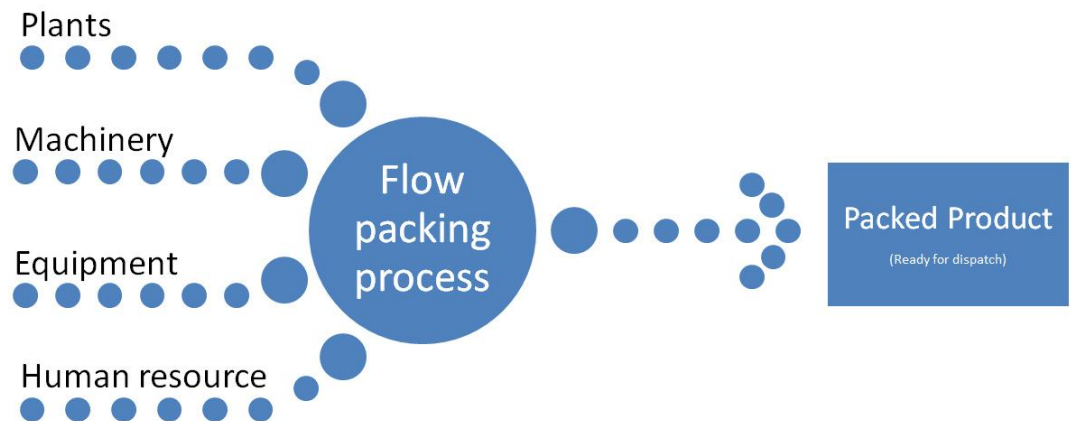 Plants
Machinery
Equipment
Human resource
Flow
packing
process
Packed Product
(Ready for dispatch)